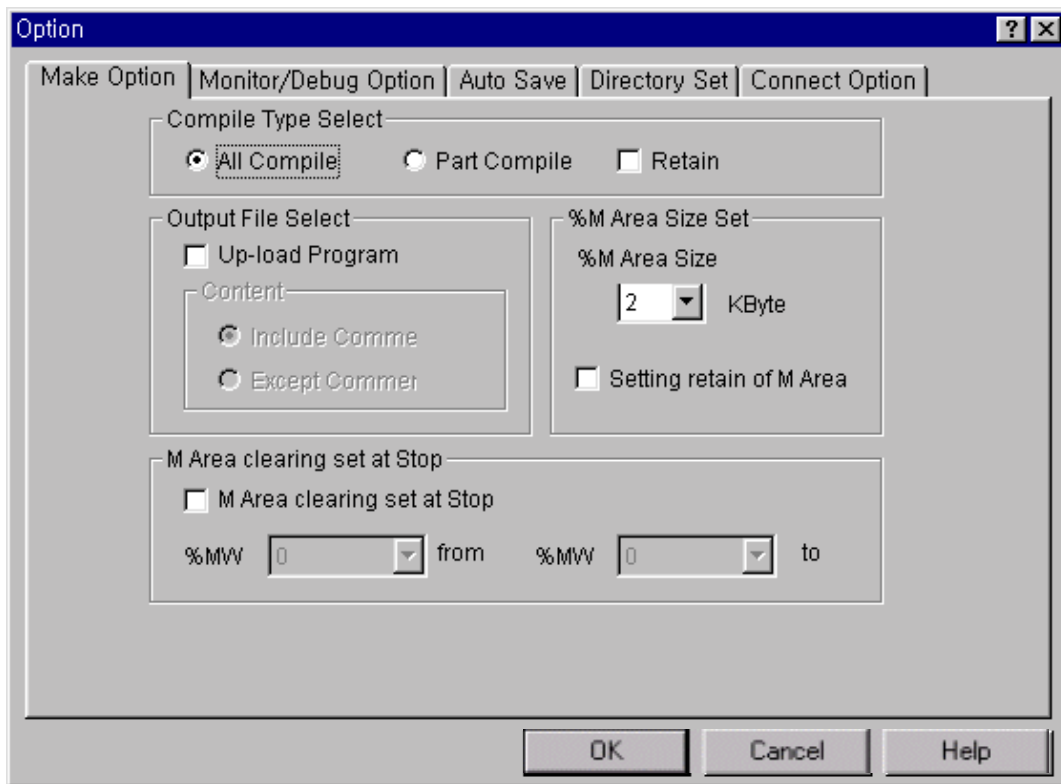 Option
Make Option Monitor/Debug Option Auto Save Directory Set Connect Option
Compile Type Select
All Compile Part Compile Retain
Output File Select
Up-load Program
Content
Include Comme
Except Commer
%M Area Size Set
%M Area Size
2 KByte
Setting retain of M Area
M Area clearing set at Stop
M Area clearing set at Stop
%MW 0 from %MW 0 to
OK Cancel Help